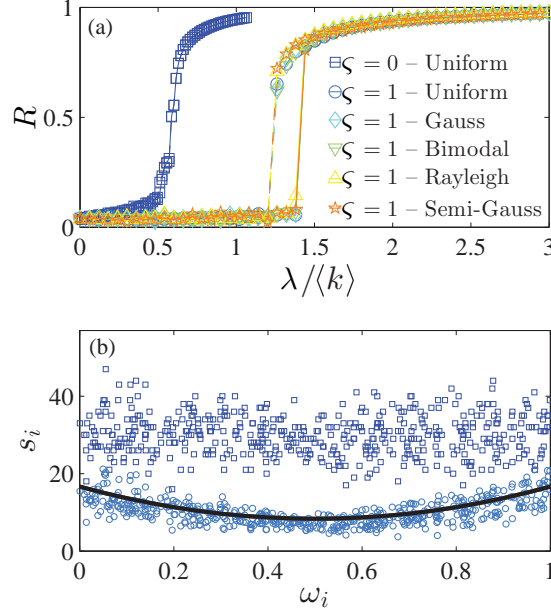 (a)
1
0.5
0
R
ς = 0 – Uniform
ς = 1 – Uniform
ς = 1 – Gauss
ς = 1 – Bimodal
ς = 1 – Rayleigh
ς = 1 – Semi-Gauss
0 0.5 1 1.5 2 2.5 3
λ/⟨k⟩
(b)
40
20
0
s_i
0 0.2 0.4 0.6 0.8 1
ω_i